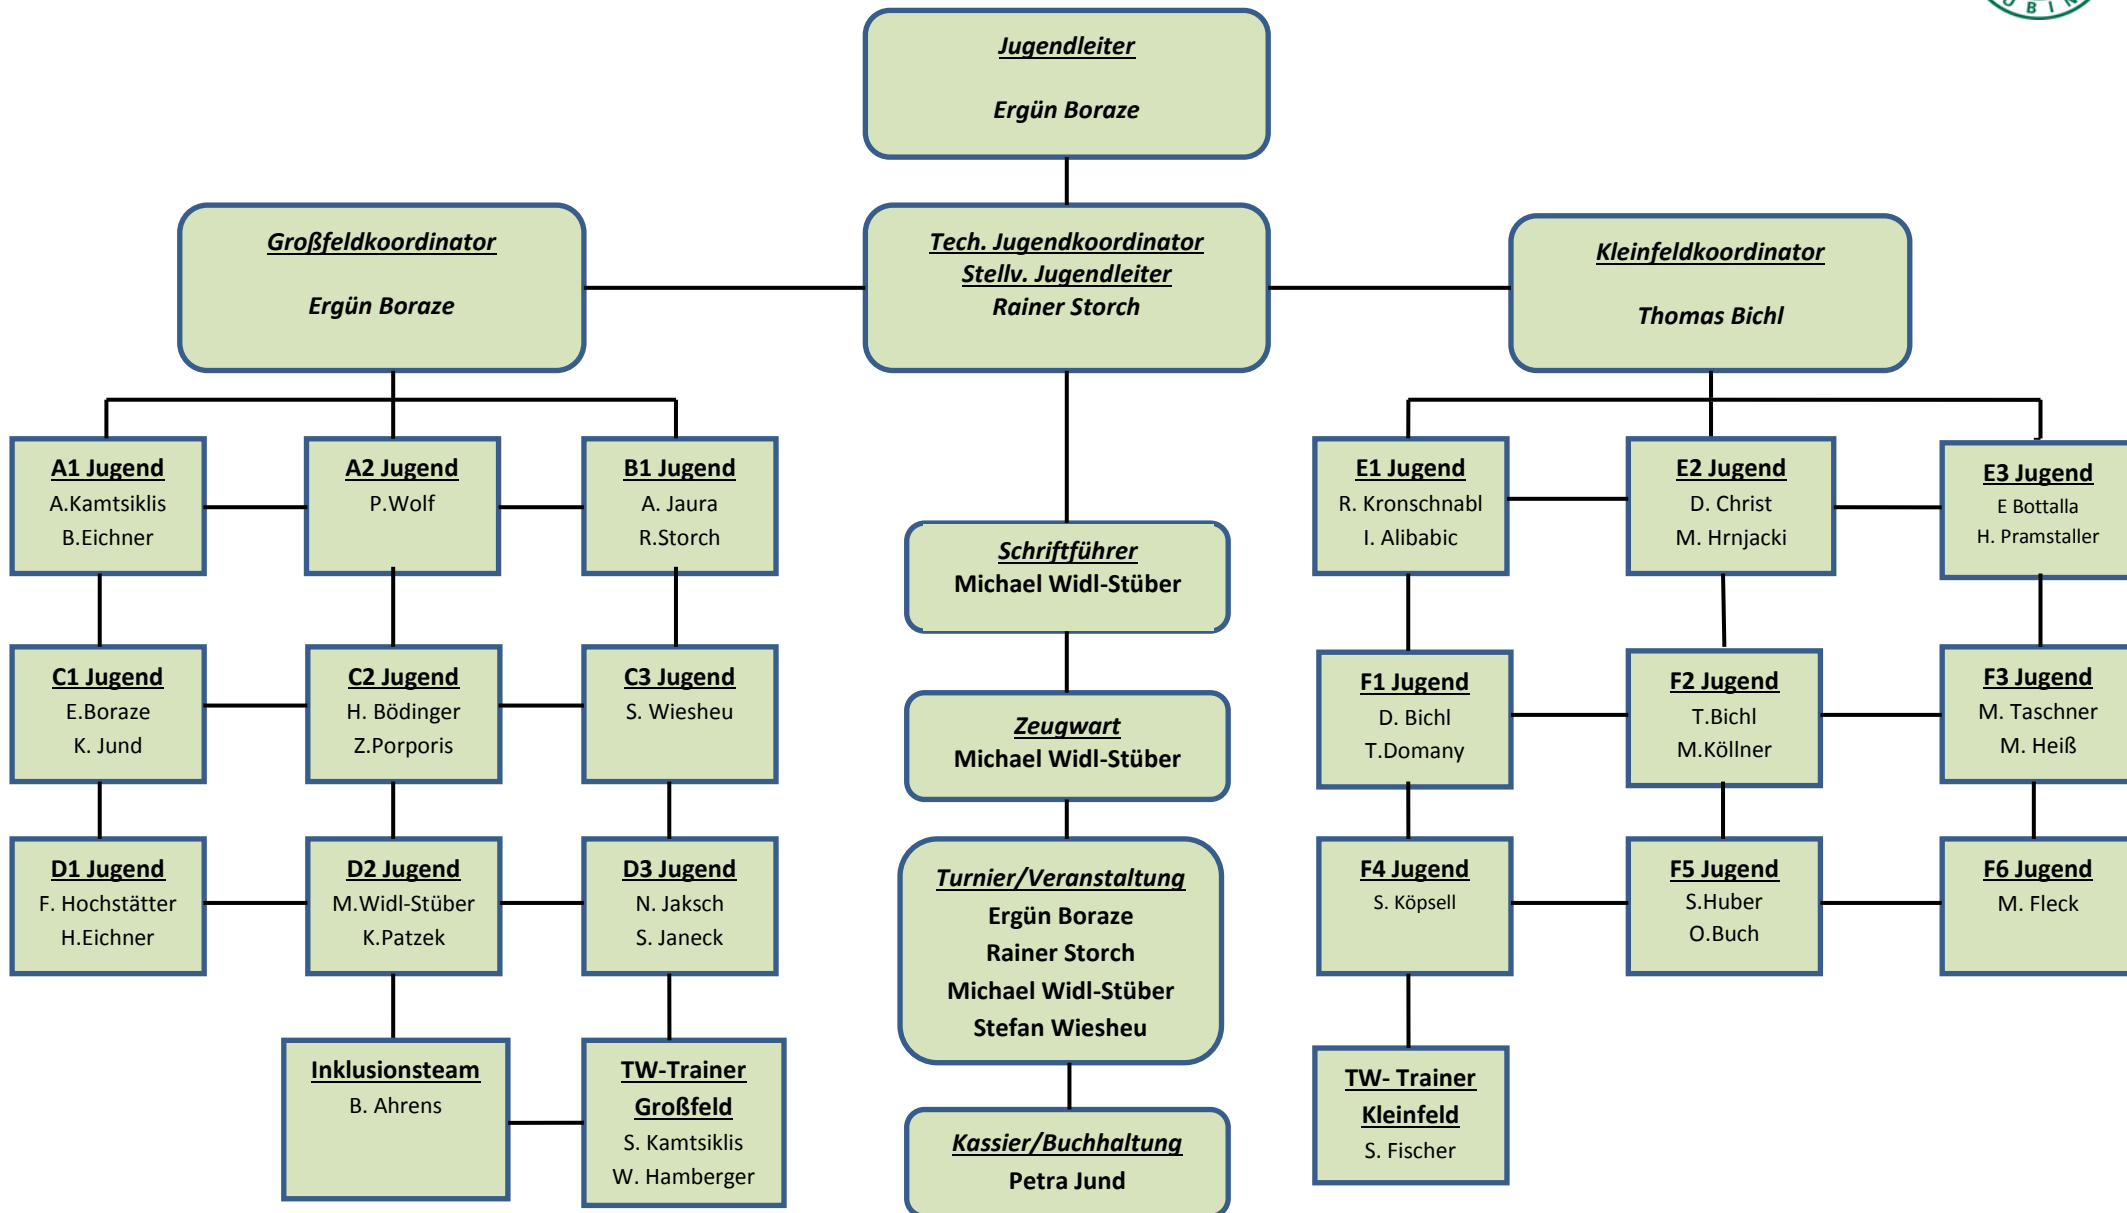 UBIN
Jugendleiter
Ergün Boraze
Großfeldkoordinator
Ergün Boraze
Tech. Jugendkoordinator
Stellv. Jugendleiter
Rainer Storch
Kleinfeldkoordinator
Thomas Bichl
A1 Jugend
A.Kamtsiklis
B.Eichner
A2 Jugend
P.Wolf
B1 Jugend
A. Jaura
R.Storch
C1 Jugend
E.Boraze
K. Jund
C2 Jugend
H. Bödinger
Z.Porporis
C3 Jugend
S. Wiesheu
D1 Jugend
F. Hochstätter
H.Eichner
D2 Jugend
M.Widl-Stüber
K.Patzek
D3 Jugend
N. Jaksch
S. Janeck
Inklusionsteam
B. Ahrens
TW-Trainer
Großfeld
S. Kamtsiklis
W. Hamberger
Schriftführer
Michael Widl-Stüber
Zeugwart
Michael Widl-Stüber
Turnier/Veranstaltung
Ergün Boraze
Rainer Storch
Michael Widl-Stüber
Stefan Wiesheu
Kassier/Buchhaltung
Petra Jund
E1 Jugend
R. Kronschnabl
I. Alibabic
E2 Jugend
D. Christ
M. Hrnjacki
E3 Jugend
E Bottalla
H. Pramstaller
F1 Jugend
D. Bichl
T.Domany
F2 Jugend
T.Bichl
M.Köllner
F3 Jugend
M. Taschner
M. Heiß
F4 Jugend
S. Köpsell
F5 Jugend
S.Huber
O.Buch
F6 Jugend
M. Fleck
TW- Trainer
Kleinfeld
S. Fischer